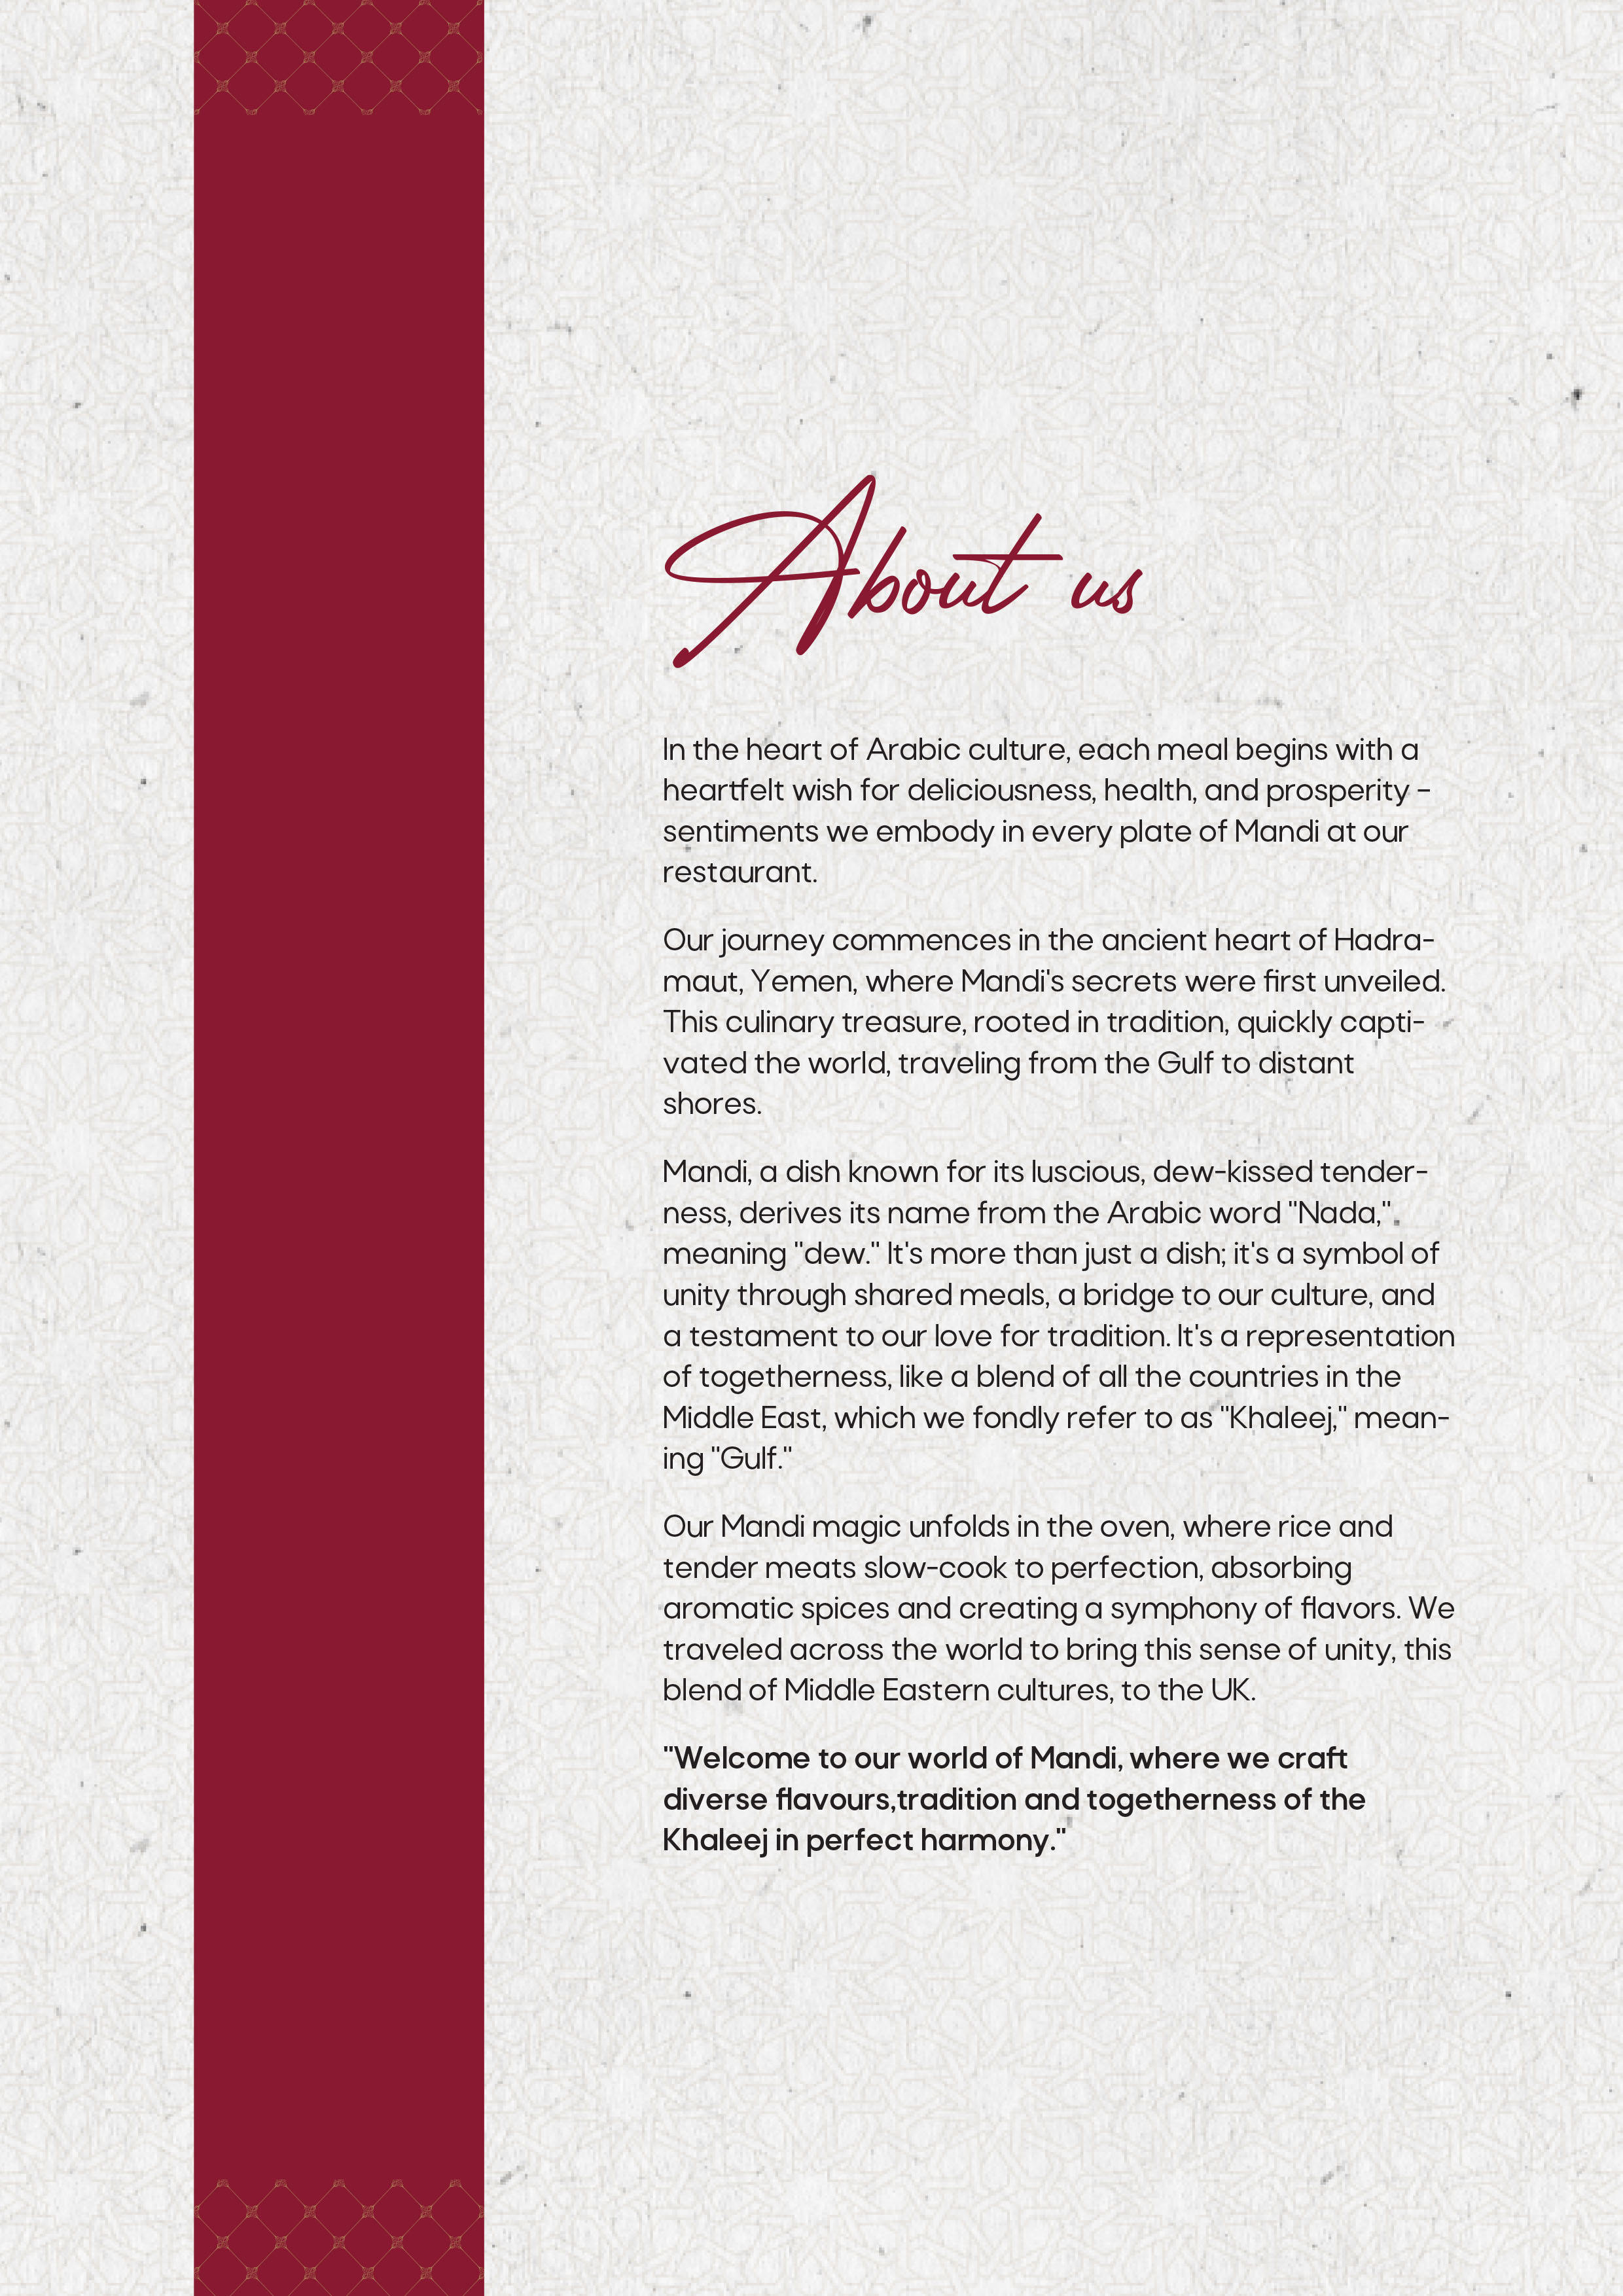 About us
In the heart of Arabic culture, each meal begins with a
heartfelt wish for deliciousness, health, and prosperity -
sentiments we embody in every plate of Mandi at our
restaurant.
Our journey commences in the ancient heart of Hadra-
maut, Yemen, where Mandi's secrets were first unveiled.
This culinary treasure, rooted in tradition, quickly capti-
vated the world, traveling from the Gulf to distant
shores.
Mandi, a dish known for its luscious, dew-kissed tender-
ness, derives its name from the Arabic word "Nada,"
meaning "dew." It's more than just a dish; it's a symbol of
unity through shared meals, a bridge to our culture, and
a testament to our love for tradition. It's a representation
of togetherness, like a blend of all the countries in the
Middle East, which we fondly refer to as "Khaleej," mean-
ing "Gulf."
Our Mandi magic unfolds in the oven, where rice and
tender meats slow-cook to perfection, absorbing
aromatic spices and creating a symphony of flavors. We
traveled across the world to bring this sense of unity, this
blend of Middle Eastern cultures, to the UK.
"Welcome to our world of Mandi, where we craft
diverse flavours,tradition and togetherness of the
Khaleej in perfect harmony."